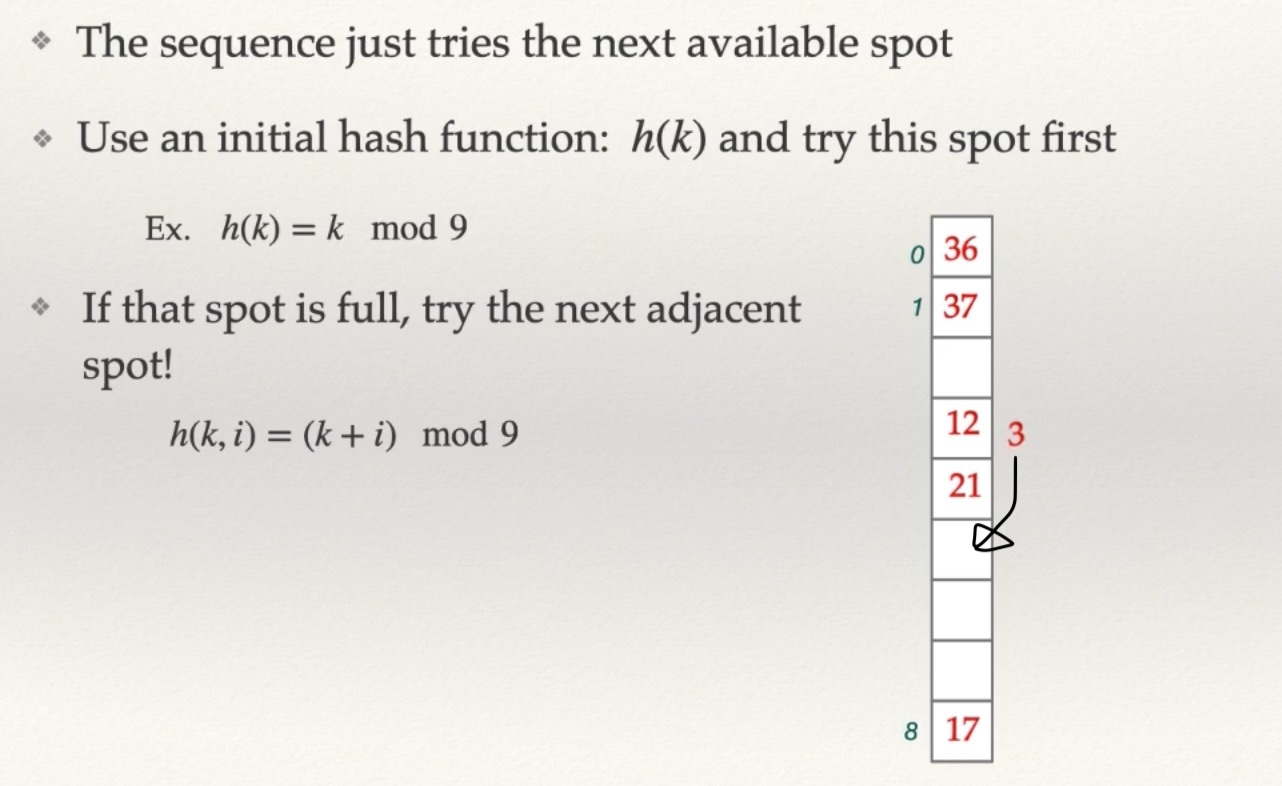 ❖ The sequence just tries the next available spot
❖ Use an initial hash function: h(k) and try this spot first
Ex. h(k) = k mod 9
❖ If that spot is full, try the next adjacent
spot!
h(k, i) = (k + i) mod 9
0 36
1 37
12 3
21
8 17